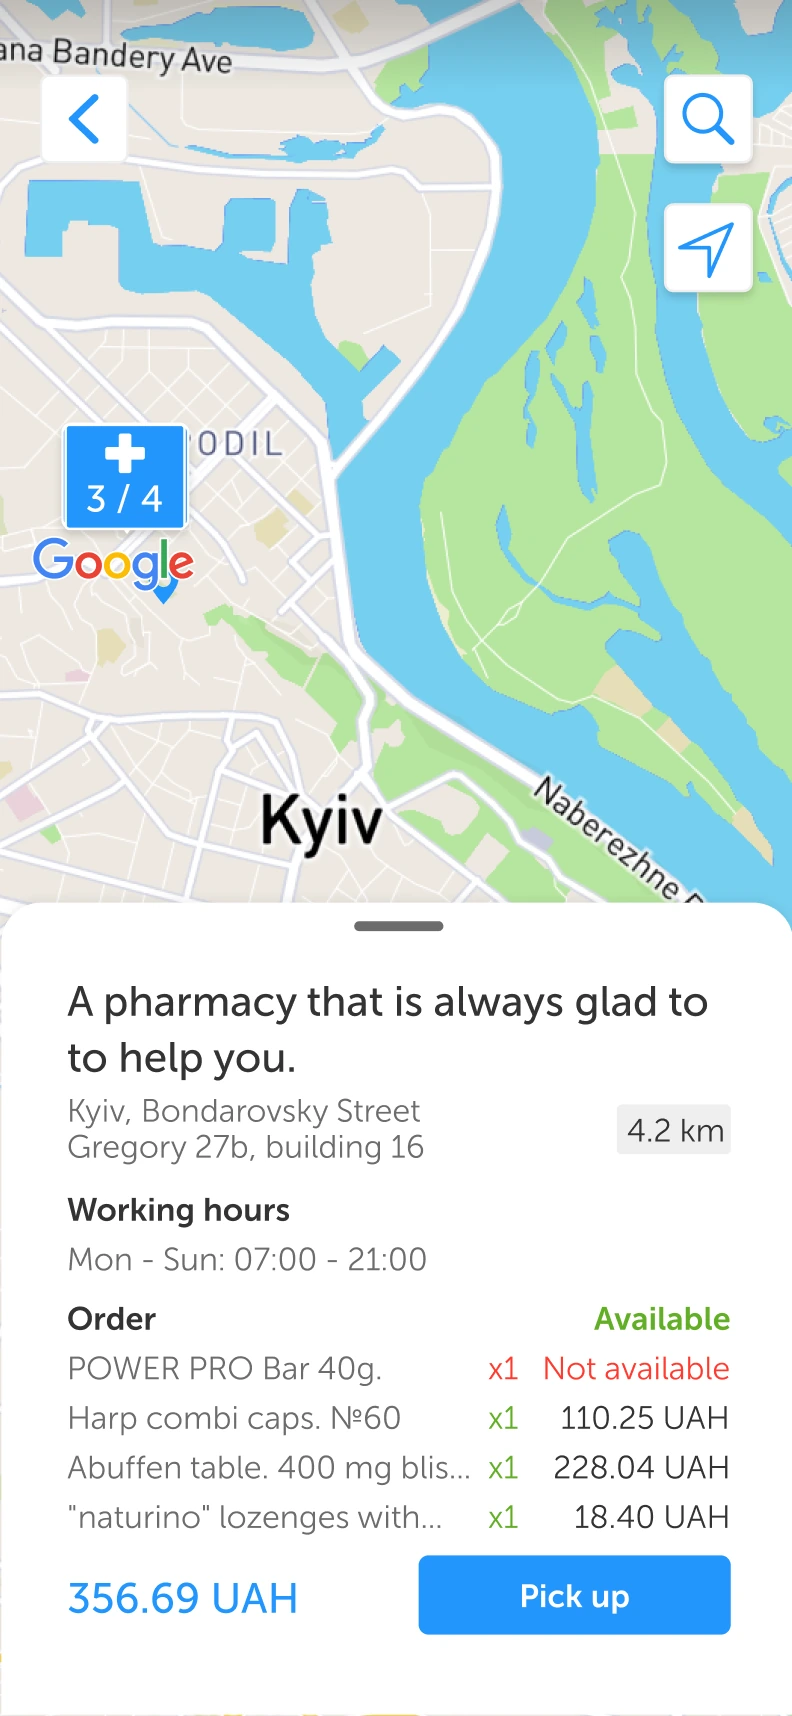 ana Bandery Ave
ODIL
3 / 4
Google
Kyiv
Naberezhne
A pharmacy that is always glad to
to help you.
Kyiv, Bondarovsky Street
Gregory 27b, building 16
4.2 km
Working hours
Mon - Sun: 07:00 - 21:00
Order Available
POWER PRO Bar 40g. x1 Not available
Harp combi caps. №60 x1 110.25 UAH
Abuffen table. 400 mg blis... x1 228.04 UAH
"naturino" lozenges with... x1 18.40 UAH
356.69 UAH Pick up